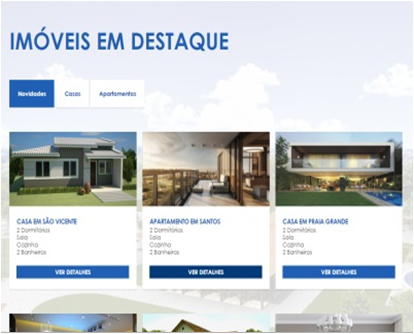 IMÓVEIS EM DESTAQUE
Novidades Casas Apartamentos
CASA EM SÃO VICENTE
2 Dormitórios
Sala
Cozinha
2 Banheiros
VER DETALHES
APARTAMENTO EM SANTOS
2 Dormitórios
Sala
Cozinha
2 Banheiros
VER DETALHES
CASA EM PRAIA GRANDE
2 Dormitórios
Sala
Cozinha
2 Banheiros
VER DETALHES